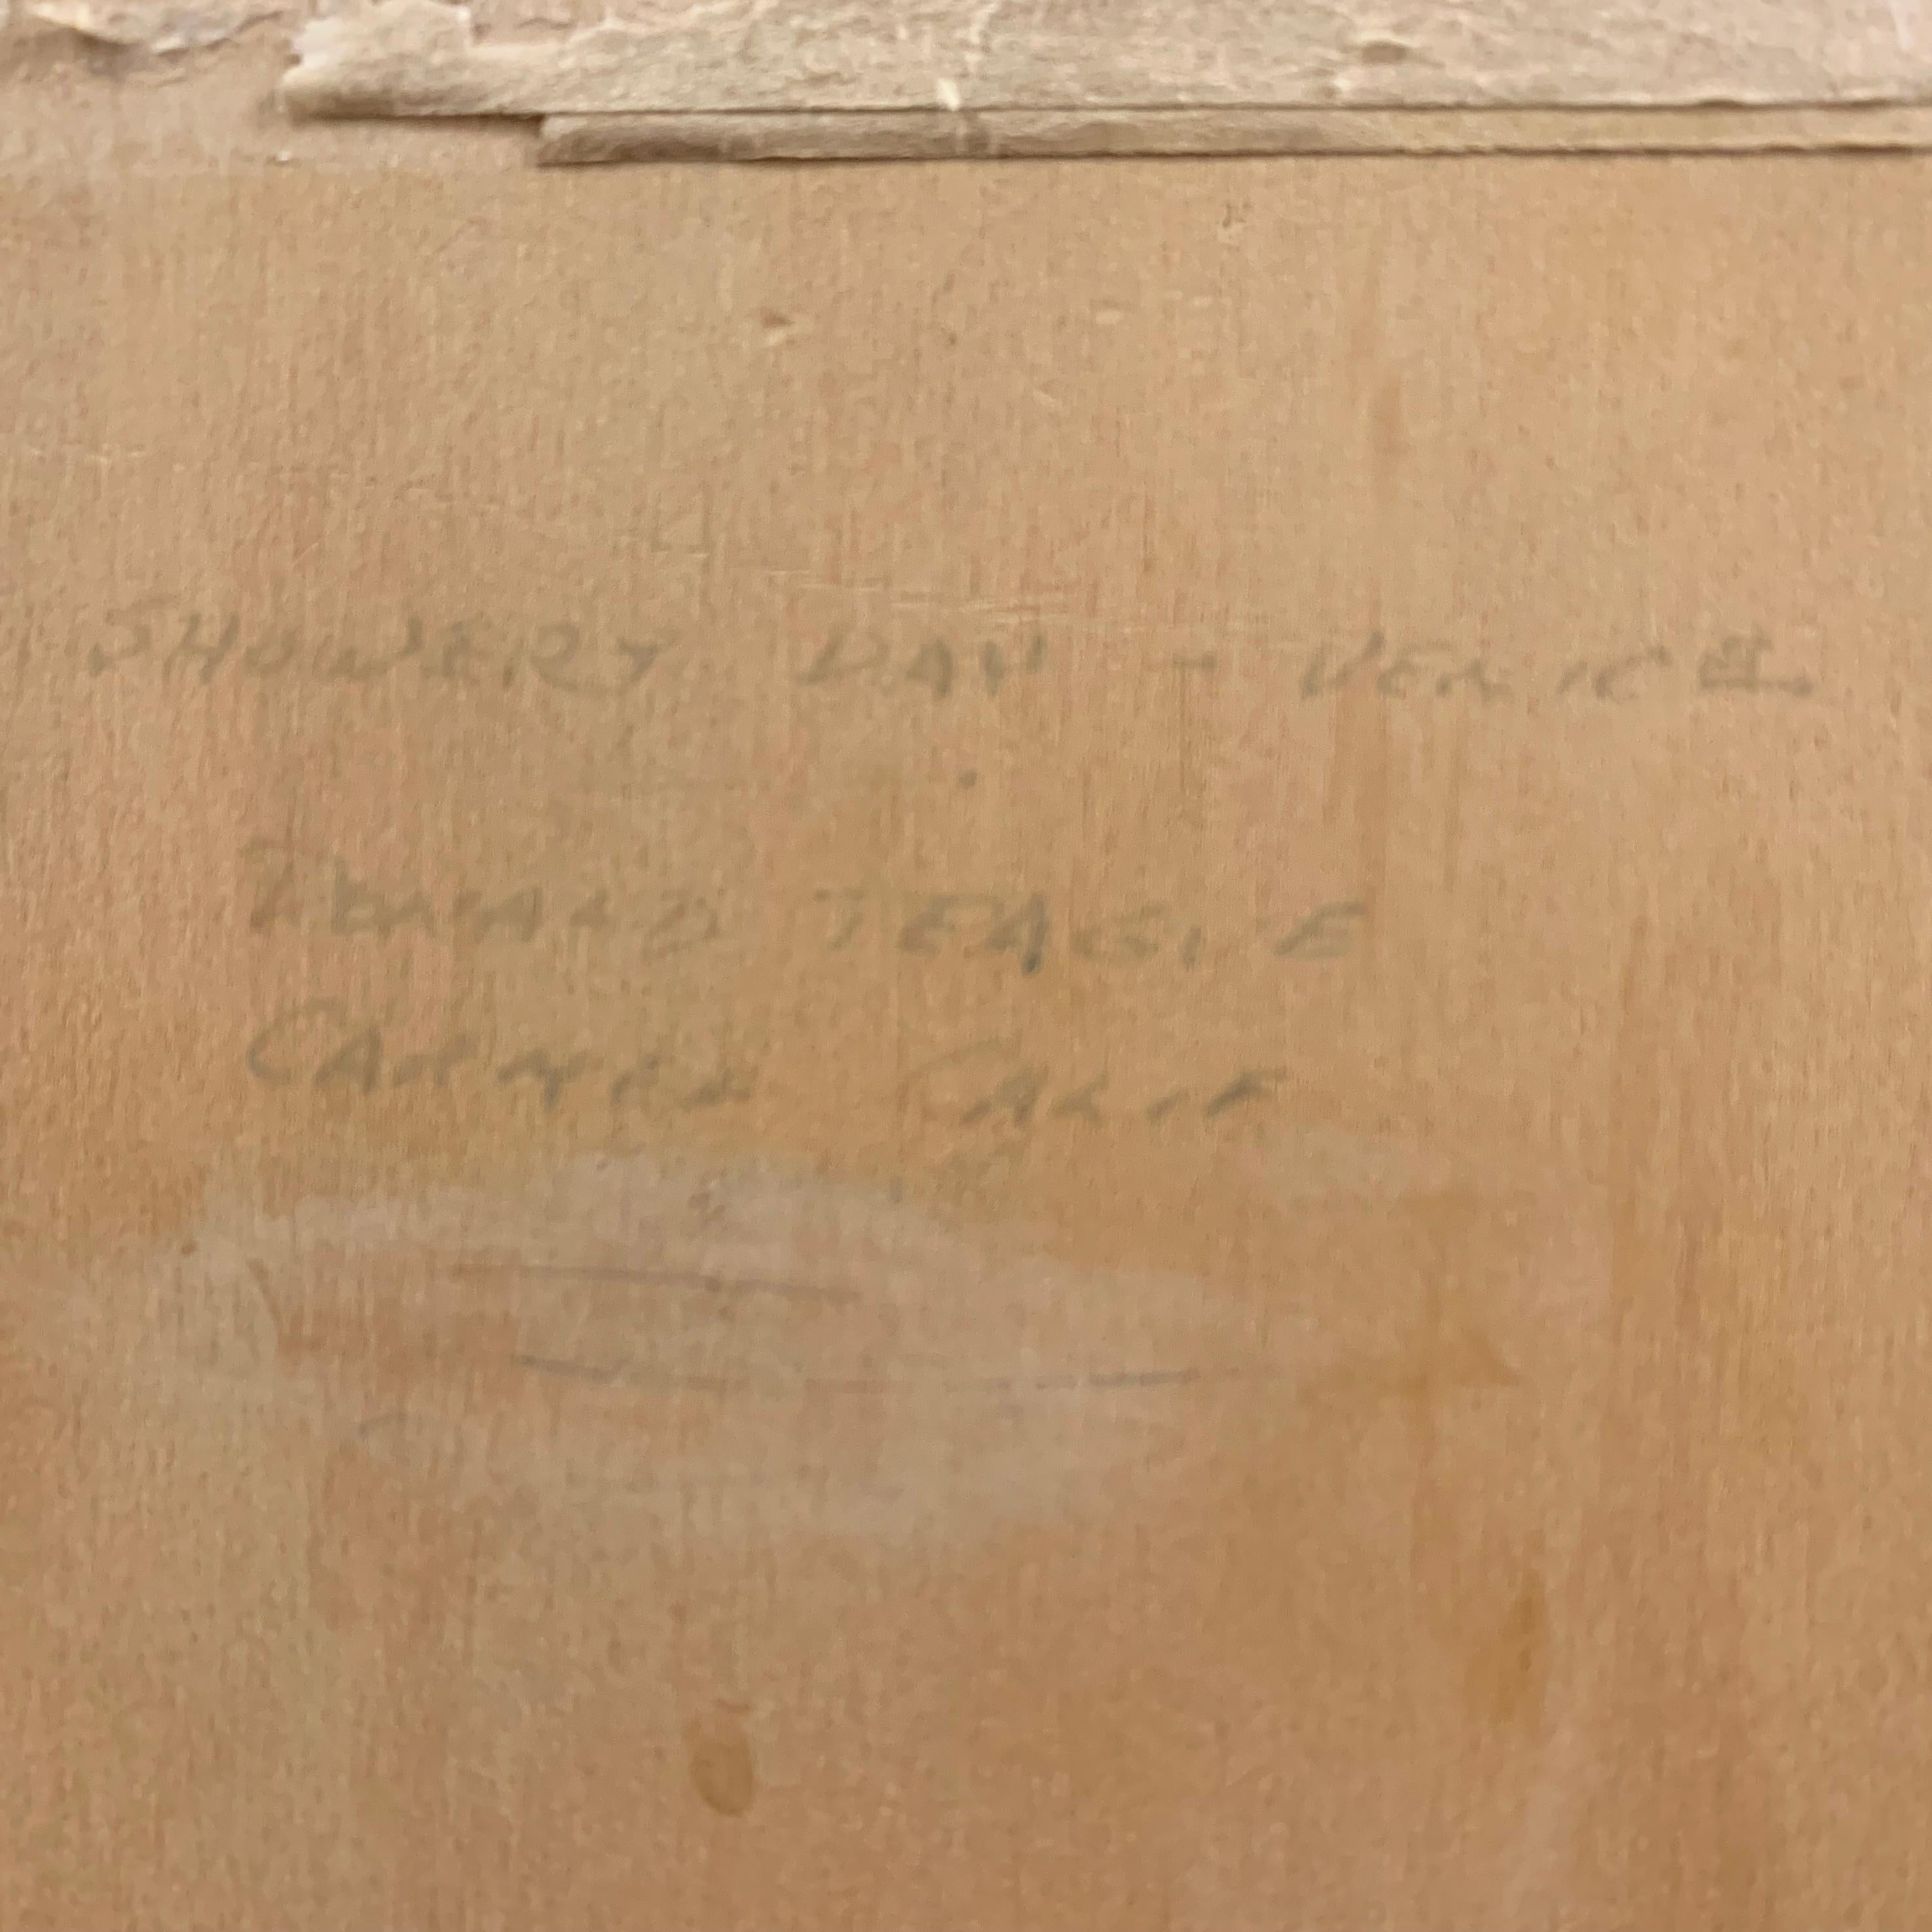 SHOWERY DAY - VENICE.
DONALD TEAGUE
CARMEL CALIF